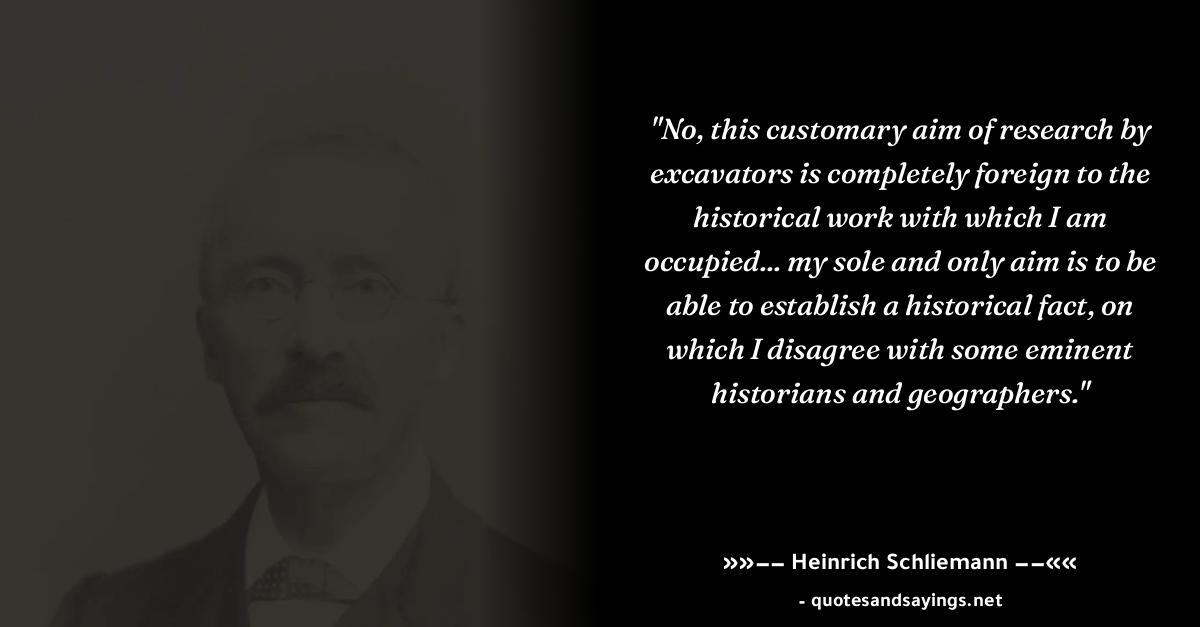 "No, this customary aim of research by
excavators is completely foreign to the
historical work with which I am
occupied... my sole and only aim is to be
able to establish a historical fact, on
which I disagree with some eminent
historians and geographers."
»»–– Heinrich Schliemann ––««
- quotesandsayings.net